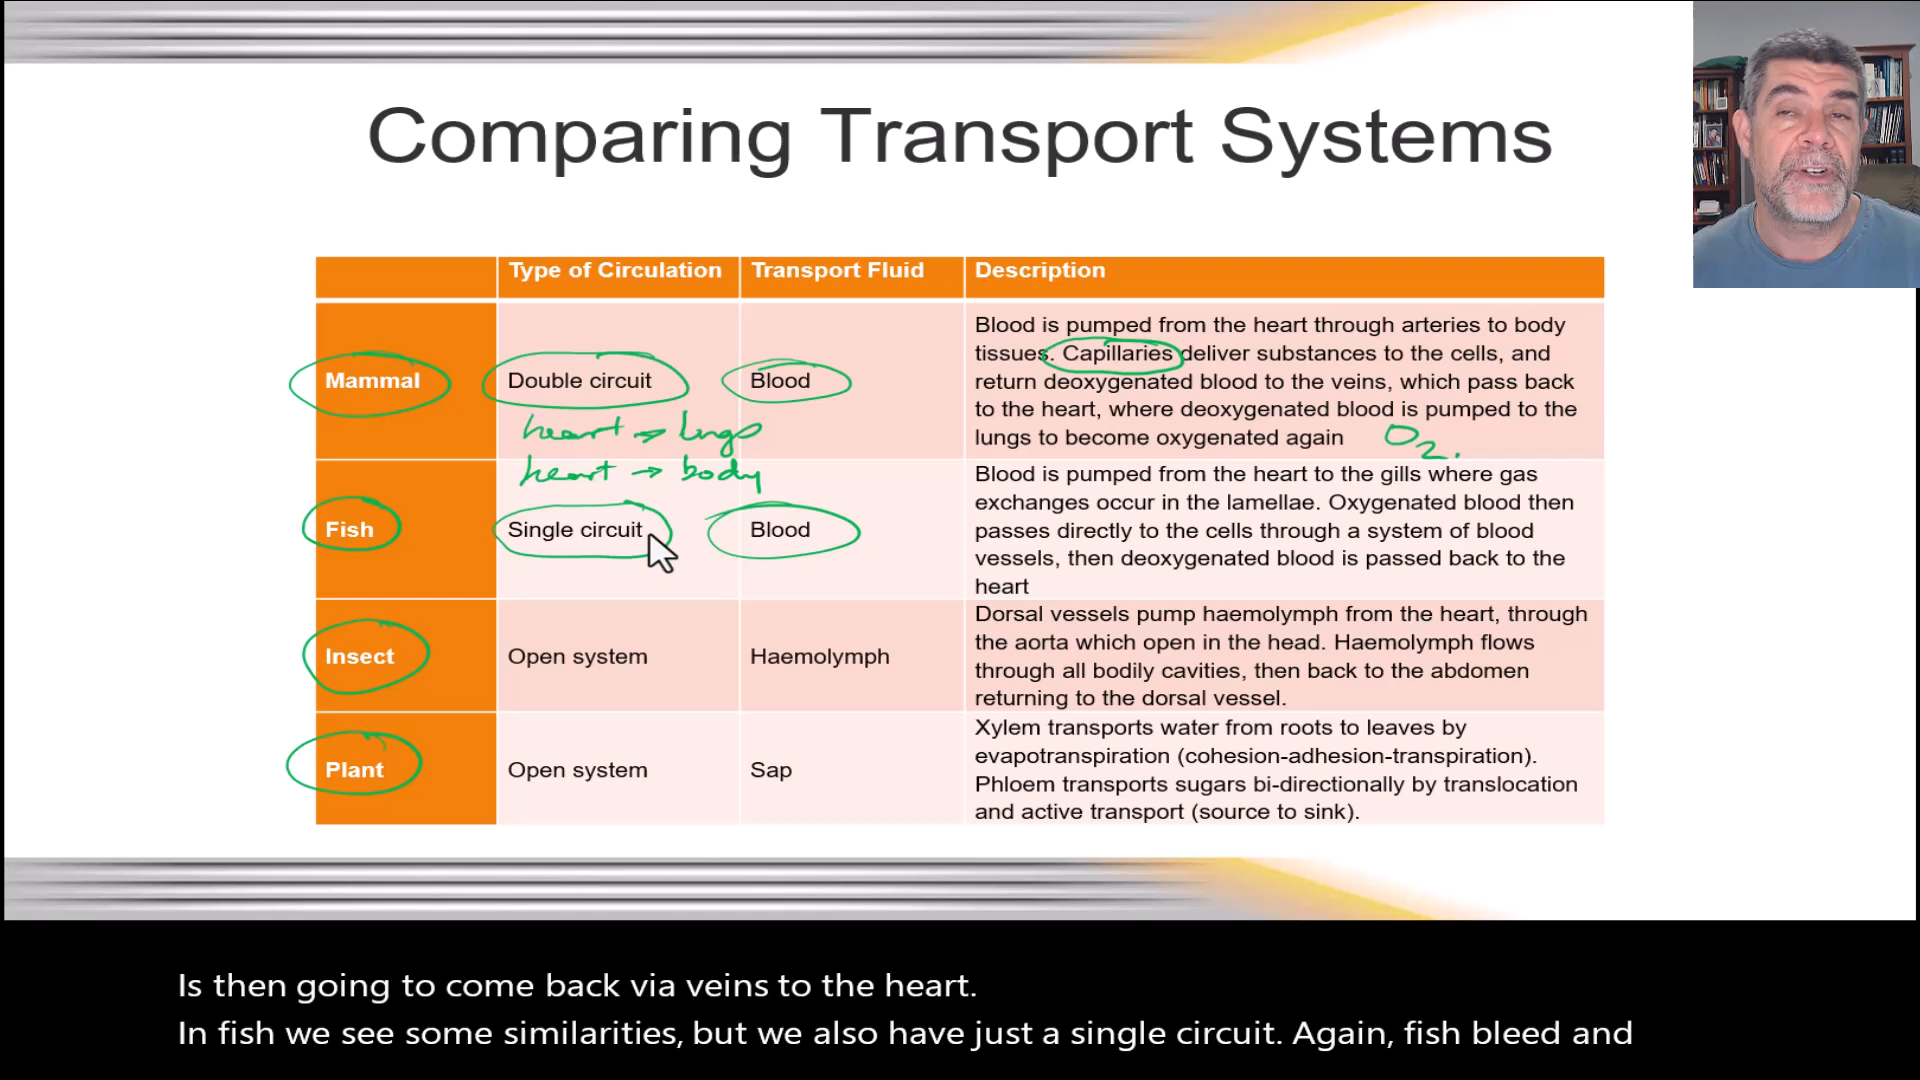 Comparing Transport Systems
Type of Circulation
Transport Fluid
Description
Mammal
Double circuit
heart → lungs
heart → body
Blood
Blood is pumped from the heart through arteries to body
tissues. Capillaries deliver substances to the cells, and
return deoxygenated blood to the veins, which pass back
to the heart, where deoxygenated blood is pumped to the
lungs to become oxygenated again
O2.
Fish
Single circuit
Blood
Blood is pumped from the heart to the gills where gas
exchanges occur in the lamellae. Oxygenated blood then
passes directly to the cells through a system of blood
vessels, then deoxygenated blood is passed back to the
heart
Insect
Open system
Haemolymph
Dorsal vessels pump haemolymph from the heart, through
the aorta which open in the head. Haemolymph flows
through all bodily cavities, then back to the abdomen
returning to the dorsal vessel.
Plant
Open system
Sap
Xylem transports water from roots to leaves by
evapotranspiration (cohesion-adhesion-transpiration).
Phloem transports sugars bi-directionally by translocation
and active transport (source to sink).
Is then going to come back via veins to the heart.
In fish we see some similarities, but we also have just a single circuit. Again, fish bleed and